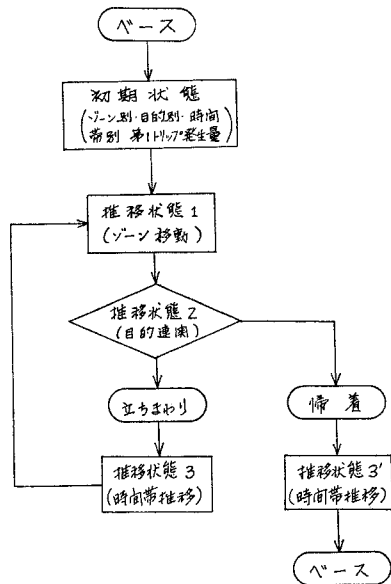 ベース
初期状態
(ゾーン別・目的別・時間
帯別 第1トリップ発生量)
推移状態1
(ゾーン移動)
推移状態2
(目的連関)
立ちまわり
帰着
推移状態3
(時間帯推移)
推移状態3'
(時間帯推移)
ベース